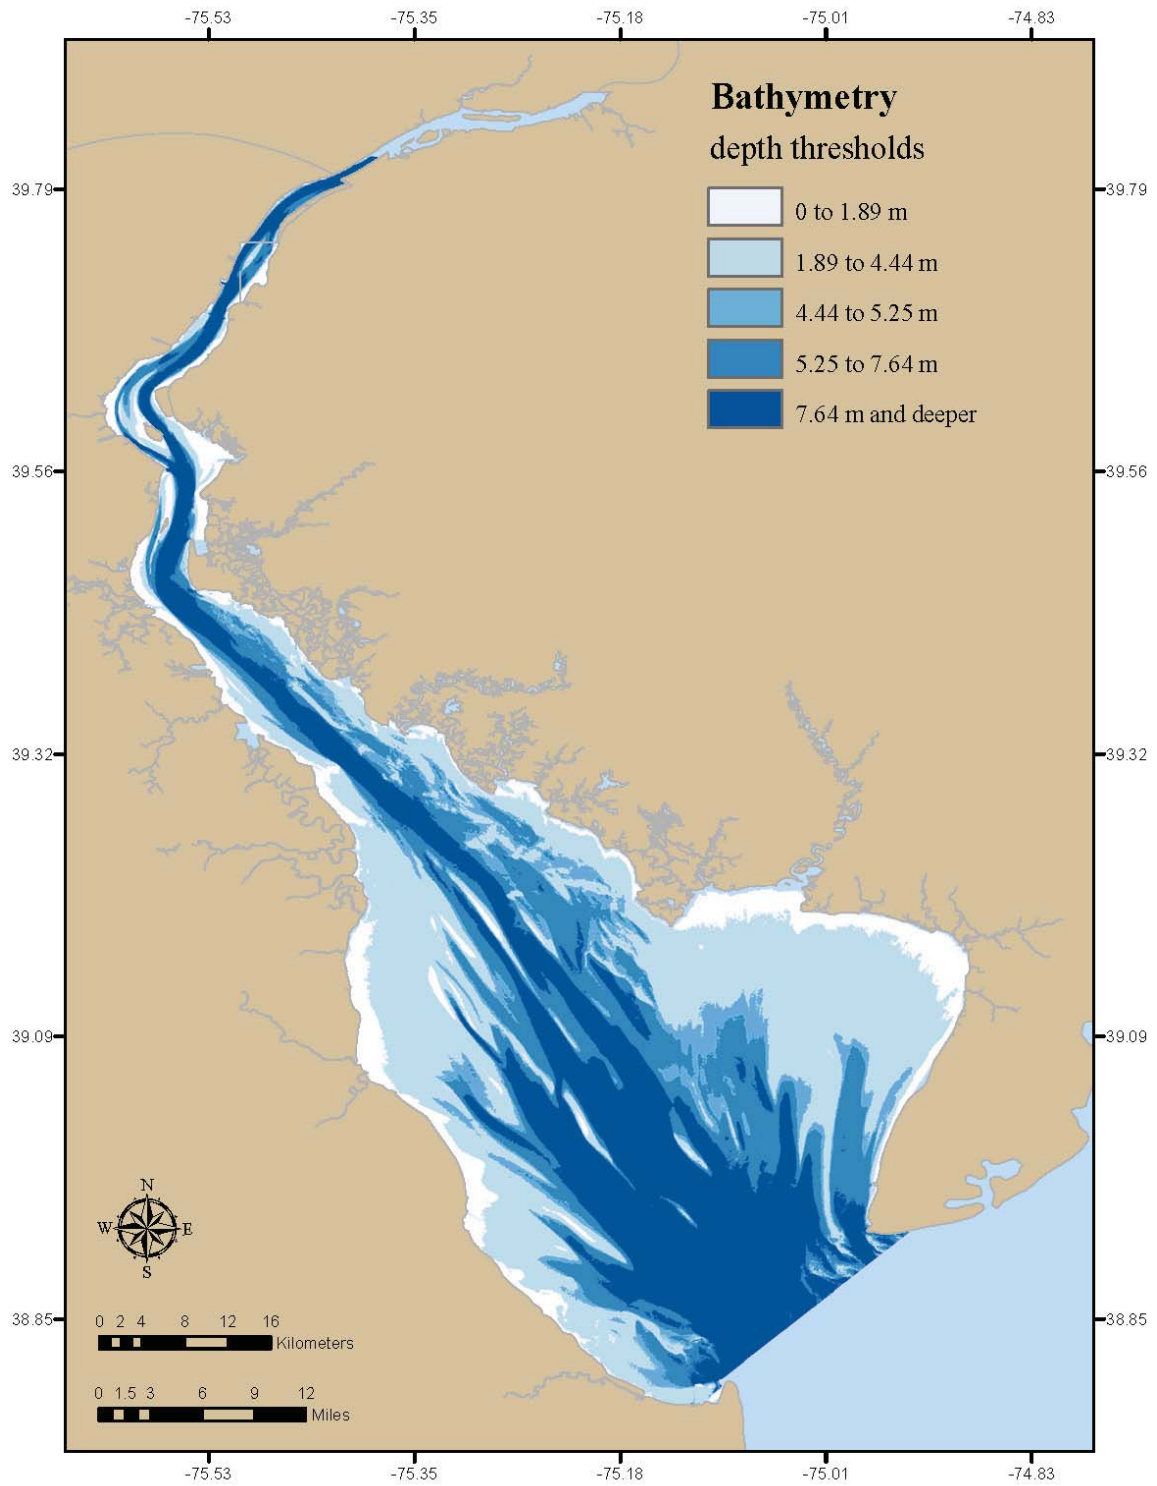 -75.53 -75.35 -75.18 -75.01 -74.83
Bathymetry
depth thresholds
0 to 1.89 m
1.89 to 4.44 m
4.44 to 5.25 m
5.25 to 7.64 m
7.64 m and deeper
39.79 39.79
39.56 39.56
39.32 39.32
39.09 39.09
N
W E
S
38.85 38.85
0 2 4 8 12 16
Kilometers
0 1.5 3 6 9 12
Miles
-75.53 -75.35 -75.18 -75.01 -74.83